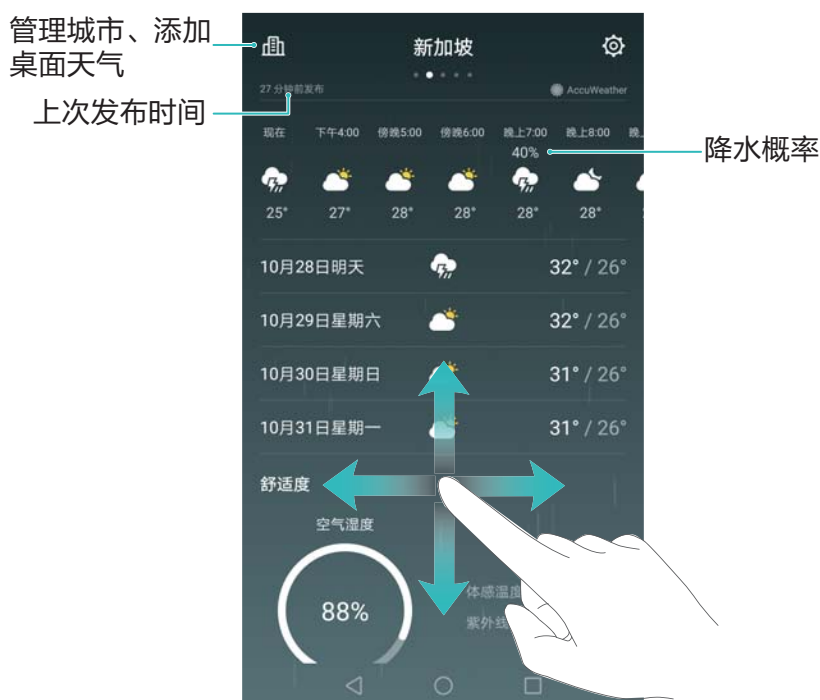 管理城市、添加
桌面天气
上次发布时间
降水概率
新加坡
27 分钟前发布
AccuWeather
现在 下午4:00 傍晚5:00 傍晚6:00 晚上7:00 晚上8:00 晚
40%
25° 27° 28° 28° 28° 28°
10月28日明天 32° / 26°
10月29日星期六 32° / 26°
10月30日星期日 31° / 26°
10月31日星期一 31° / 26°
舒适度
空气湿度
88%
体感温度
紫外线